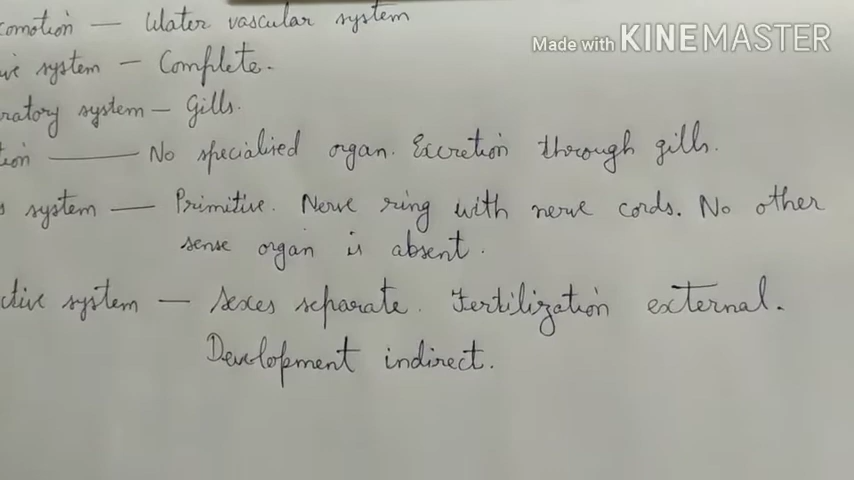 comotion — Water vascular system
Made with KINEMASTER
ive system — Complete.
ratory system — Gills.
tion — No specialised organ. Excretion through gills.
s system — Primitive. Nerve ring with nerve cords. No other
sense organ is absent.
ctive system — Sexes separate. Fertilization external.
Development indirect.